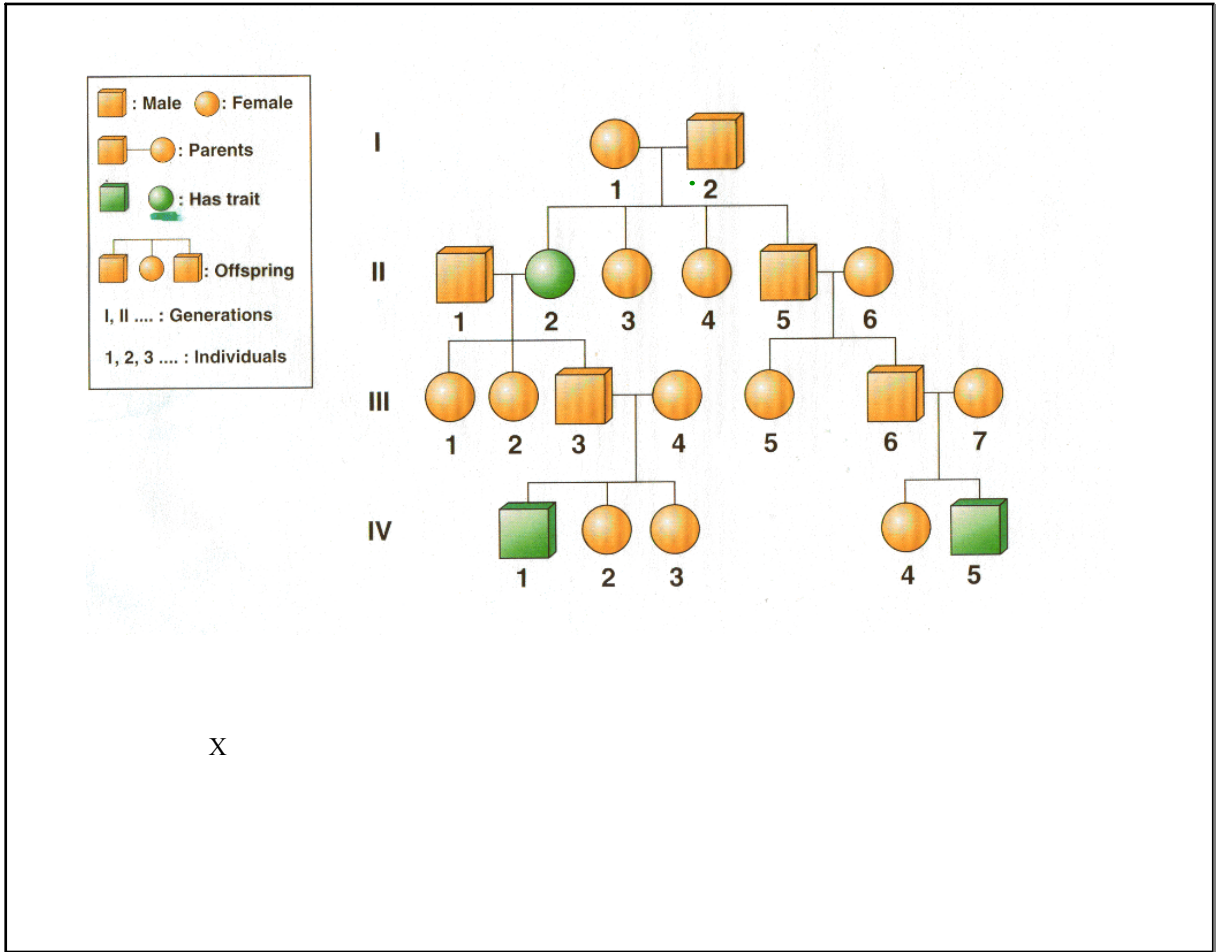 : Male : Female
: Parents
: Has trait
: Offspring
I, II .... : Generations
1, 2, 3 .... : Individuals
I
1 2
II
1 2 3 4 5 6
III
1 2 3 4 5 6 7
IV
1 2 3 4 5
X